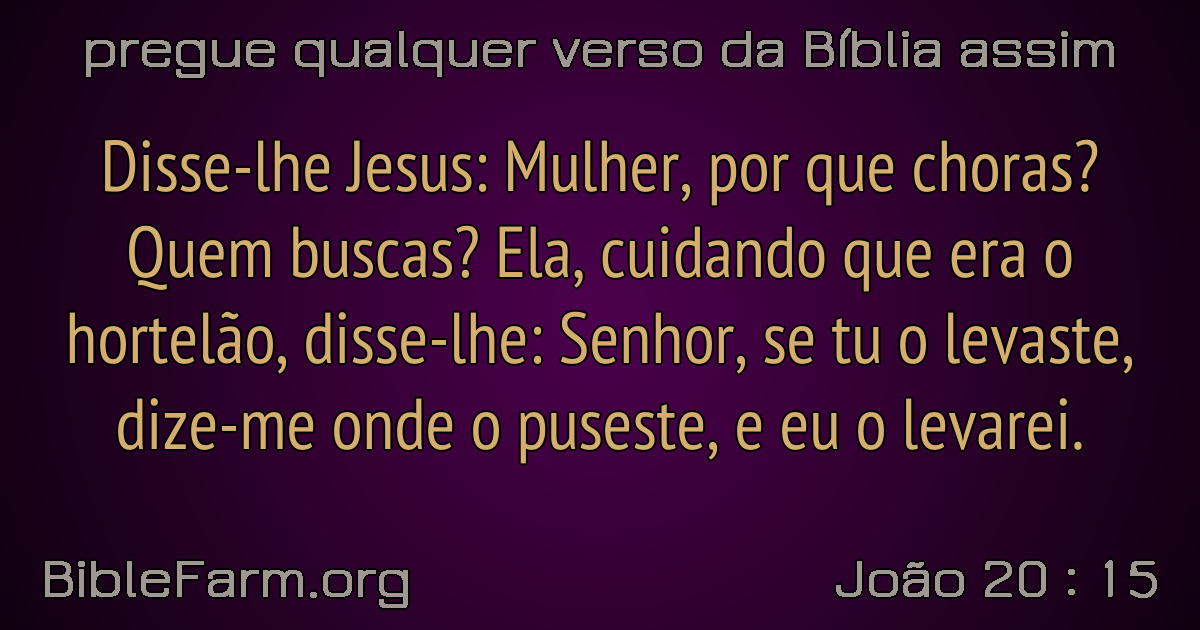 pregue qualquer verso da Bíblia assim
Disse-lhe Jesus: Mulher, por que choras?
Quem buscas? Ela, cuidando que era o
hortelão, disse-lhe: Senhor, se tu o levaste,
dize-me onde o puseste, e eu o levarei.
BibleFarm.org
João 20 : 15